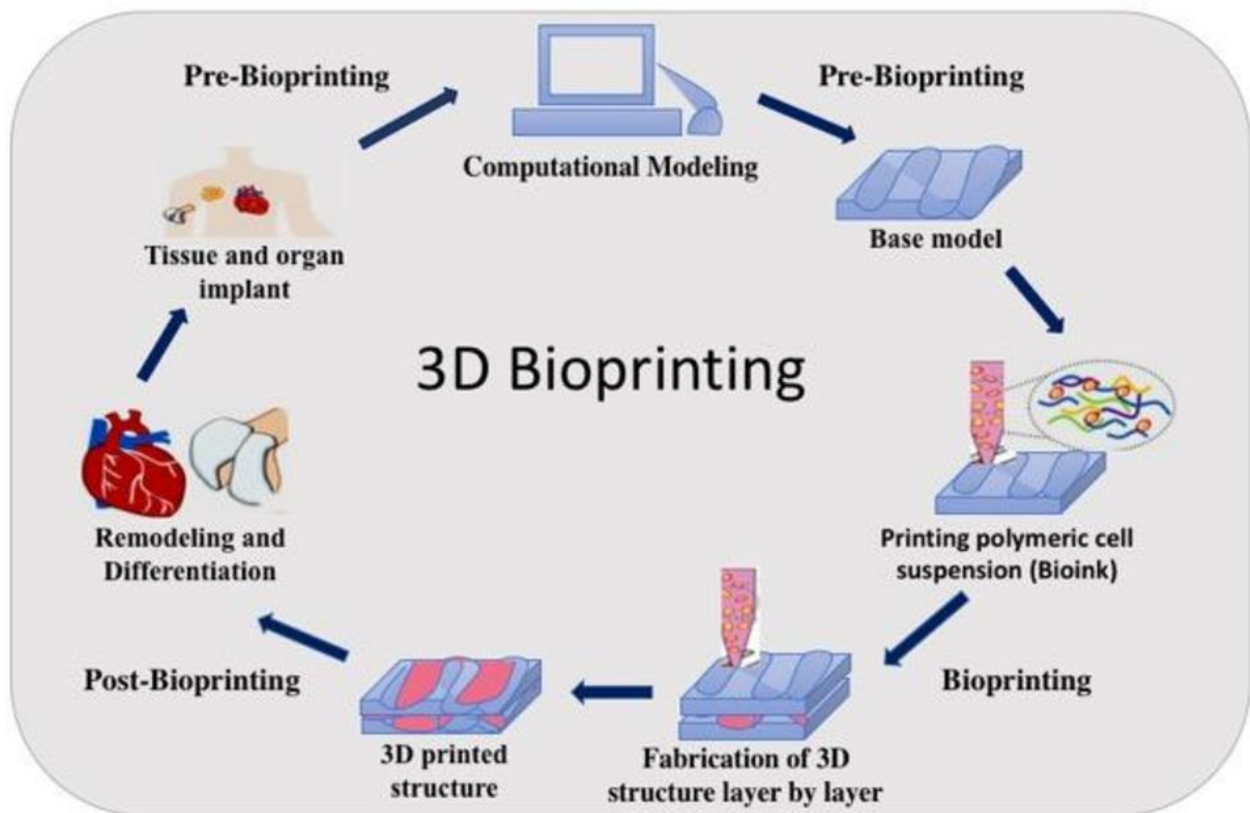 Pre-Bioprinting
Pre-Bioprinting
Computational Modeling
Base model
Tissue and organ
implant
3D Bioprinting
Printing polymeric cell
suspension (Bioink)
Remodeling and
Differentiation
Bioprinting
Post-Bioprinting
Fabrication of 3D
structure layer by layer
3D printed
structure